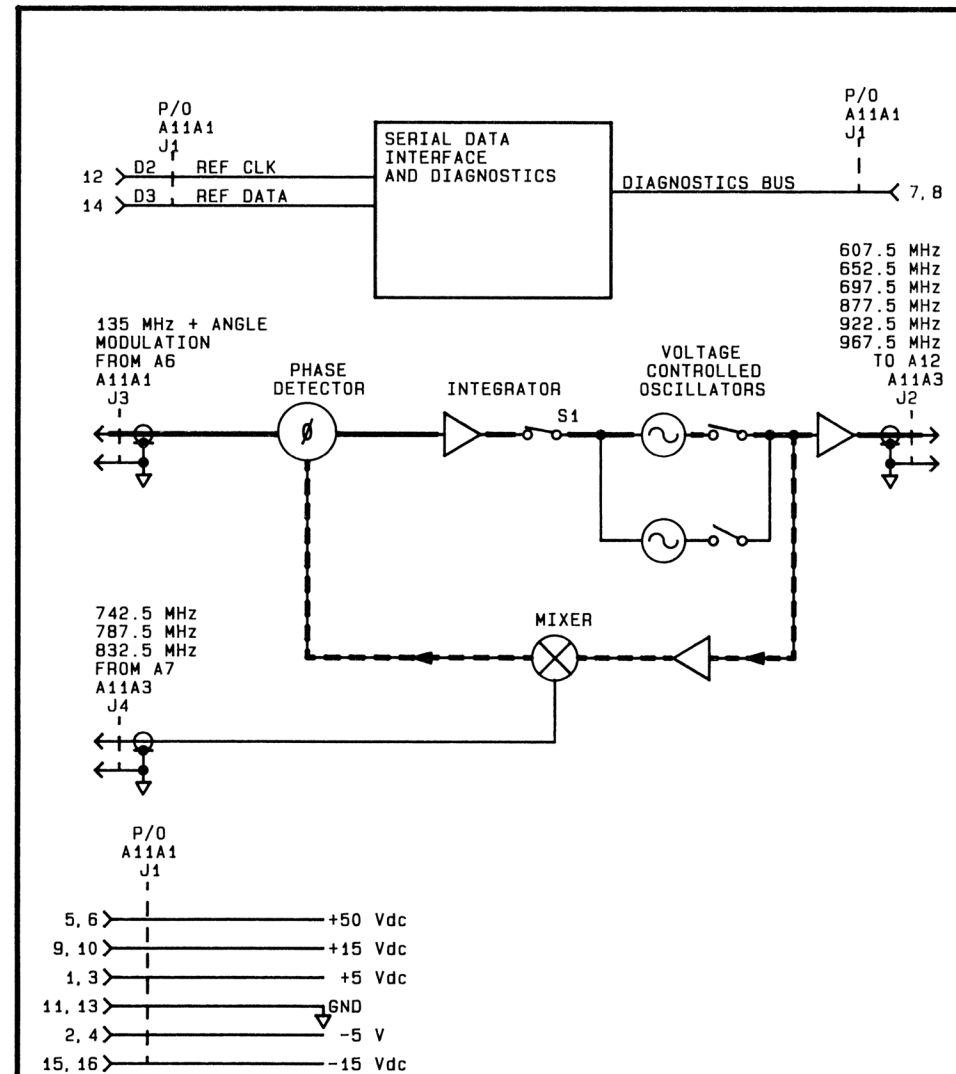 P/O
A11A1
J1
12 D2 REF CLK
14 D3 REF DATA
SERIAL DATA
INTERFACE
AND DIAGNOSTICS
DIAGNOSTICS BUS
P/O
A11A1
J1
7, 8
135 MHz + ANGLE
MODULATION
FROM A6
A11A1
J3
PHASE
DETECTOR
ø
INTEGRATOR
S1
VOLTAGE
CONTROLLED
OSCILLATORS
607.5 MHz
652.5 MHz
697.5 MHz
877.5 MHz
922.5 MHz
967.5 MHz
TO A12
A11A3
J2
742.5 MHz
787.5 MHz
832.5 MHz
FROM A7
A11A3
J4
MIXER
P/O
A11A1
J1
5, 6 +50 Vdc
9, 10 +15 Vdc
1, 3 +5 Vdc
11, 13 GND
2, 4 -5 V
15, 16 -15 Vdc